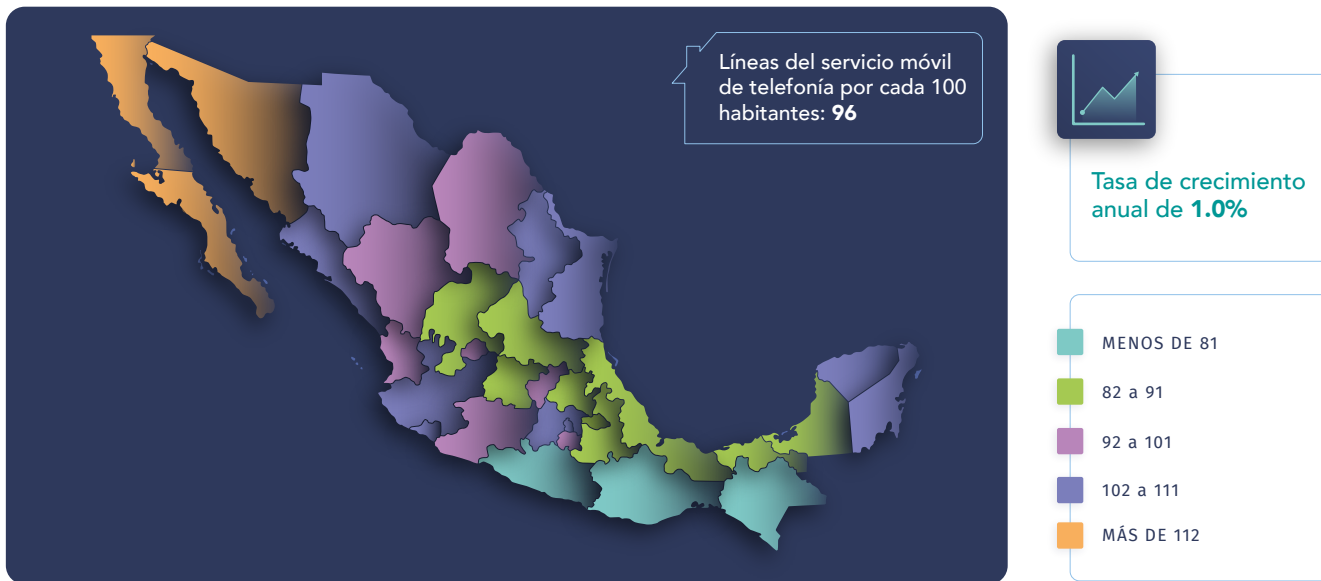 Líneas del servicio móvil
de telefonía por cada 100
habitantes: 96
Tasa de crecimiento
anual de 1.0%
MENOS DE 81
82 a 91
92 a 101
102 a 111
MÁS DE 112